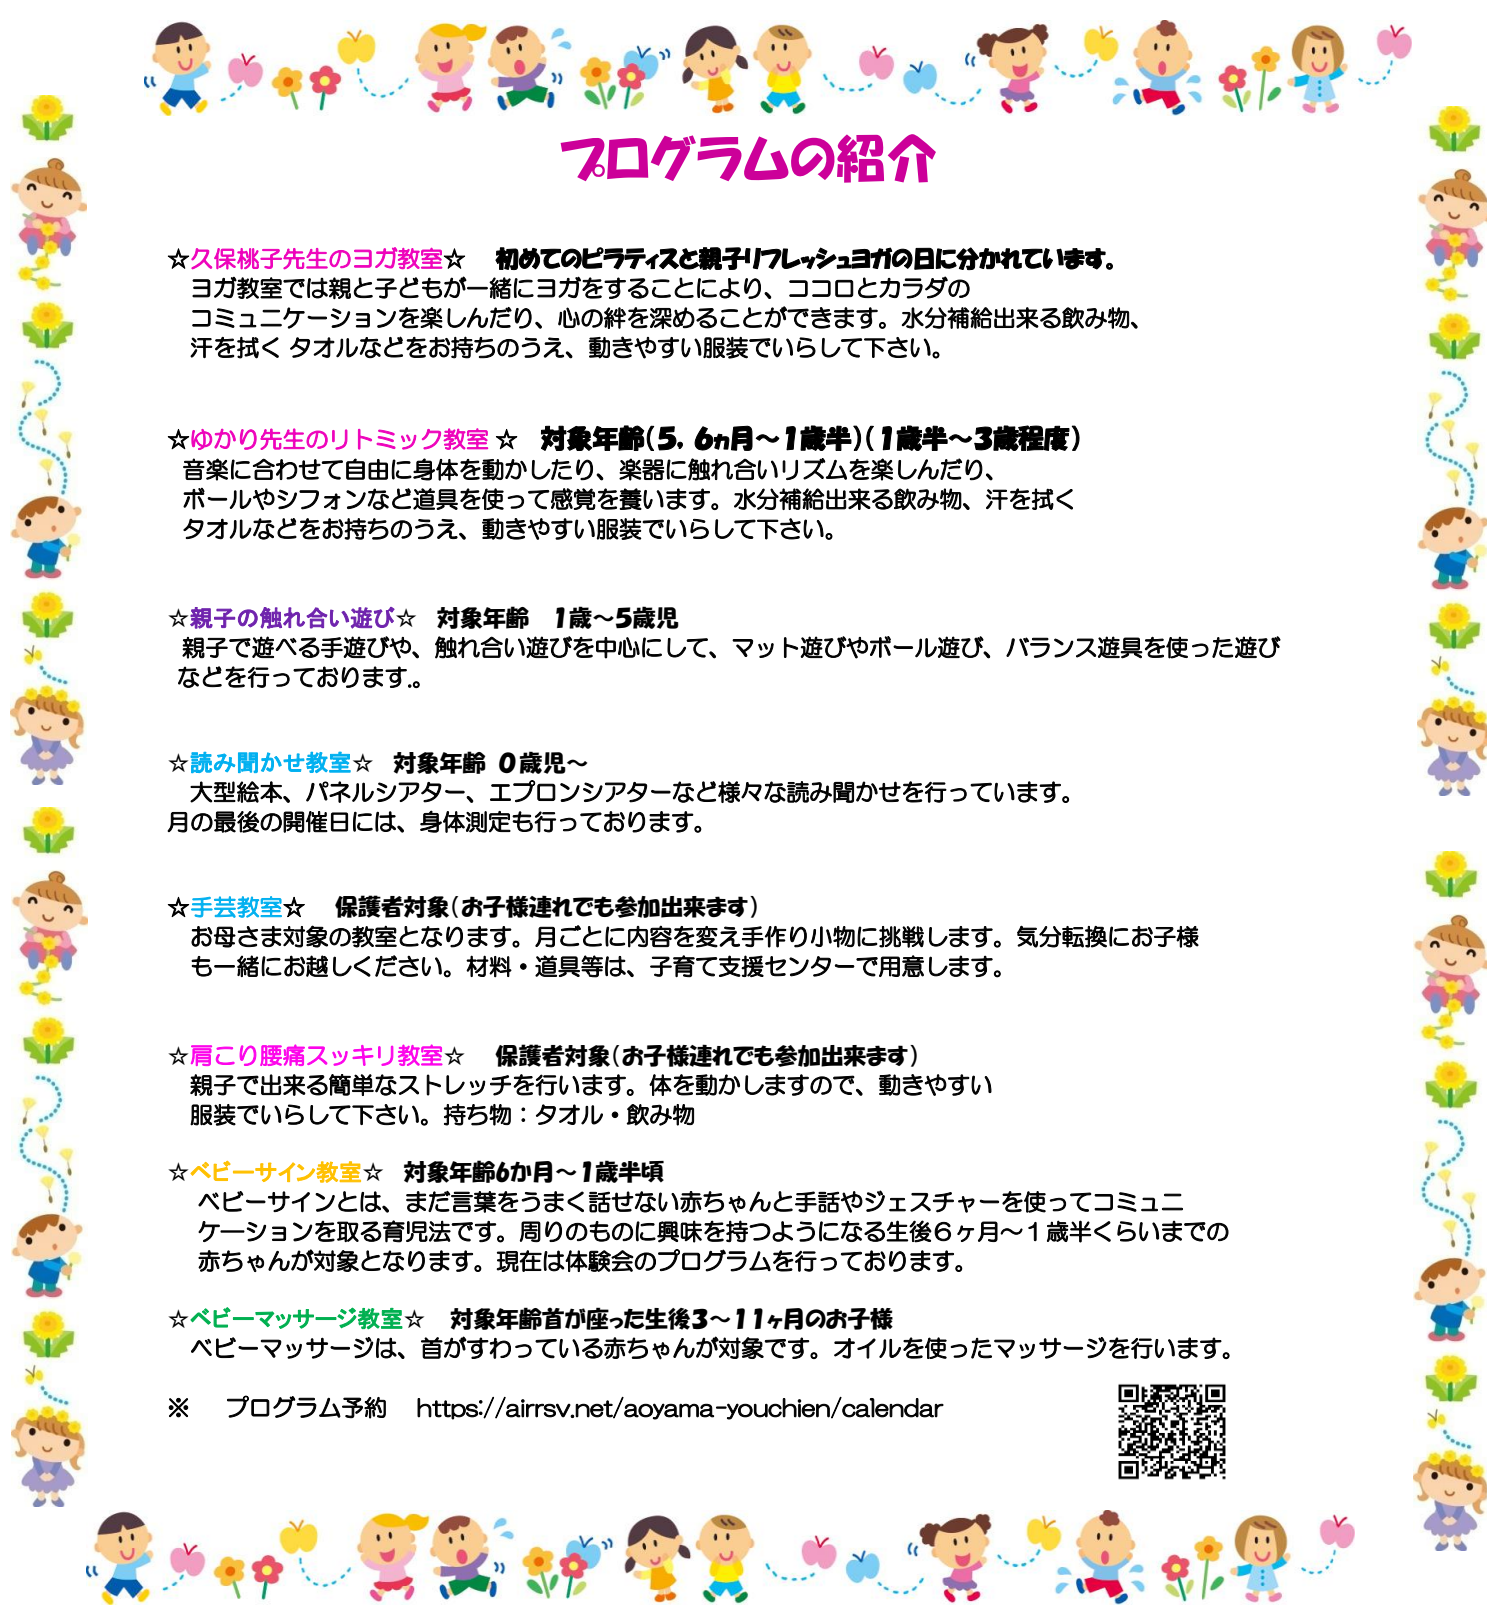 プログラムの紹介
☆久保桃子先生のヨガ教室☆　初めてのピラティスと親子リフレッシュヨガの日に分かれています。
ヨガ教室では親と子どもが一緒にヨガをすることにより、ココロとカラダの
コミュニケーションを楽しんだり、心の絆を深めることができます。水分補給出来る飲み物、
汗を拭く タオルなどをお持ちのうえ、動きやすい服装でいらして下さい。
☆ゆかり先生のリトミック教室 ☆　対象年齢（５，６ヵ月～１歳半）（１歳半～３歳程度）
音楽に合わせて自由に身体を動かしたり、楽器に触れ合いリズムを楽しんだり、
ボールやシフォンなど道具を使って感覚を養います。水分補給出来る飲み物、汗を拭く
タオルなどをお持ちのうえ、動きやすい服装でいらして下さい。
☆親子の触れ合い遊び☆　対象年齢　１歳～５歳児
親子で遊べる手遊びや、触れ合い遊びを中心にして、マット遊びやボール遊び、バランス遊具を使った遊び
などを行っております.。
☆読み聞かせ教室☆　対象年齢　０歳児～
大型絵本、パネルシアター、エプロンシアターなど様々な読み聞かせを行っています。
月の最後の開催日には、身体測定も行っております。
☆手芸教室☆　保護者対象（お子様連れでも参加出来ます）
お母さま対象の教室となります。月ごとに内容を変え手作り小物に挑戦します。気分転換にお子様
も一緒にお越しください。材料・道具等は、子育て支援センターで用意します。
☆肩こり腰痛スッキリ教室☆　保護者対象（お子様連れでも参加出来ます）
親子で出来る簡単なストレッチを行います。体を動かしますので、動きやすい
服装でいらして下さい。持ち物：タオル・飲み物
☆ベビーサイン教室☆　対象年齢6か月～１歳半頃
ベビーサインとは、まだ言葉をうまく話せない赤ちゃんと手話やジェスチャーを使ってコミュニ
ケーションを取る育児法です。周りのものに興味を持つようになる生後６ヶ月～１歳半くらいまでの
赤ちゃんが対象となります。現在は体験会のプログラムを行っております。
☆ベビーマッサージ教室☆　対象年齢首が座った生後３～１１ヶ月のお子様
ベビーマッサージは、首がすわっている赤ちゃんが対象です。オイルを使ったマッサージを行います。
※　プログラム予約　https://airrsv.net/aoyama-youchien/calendar